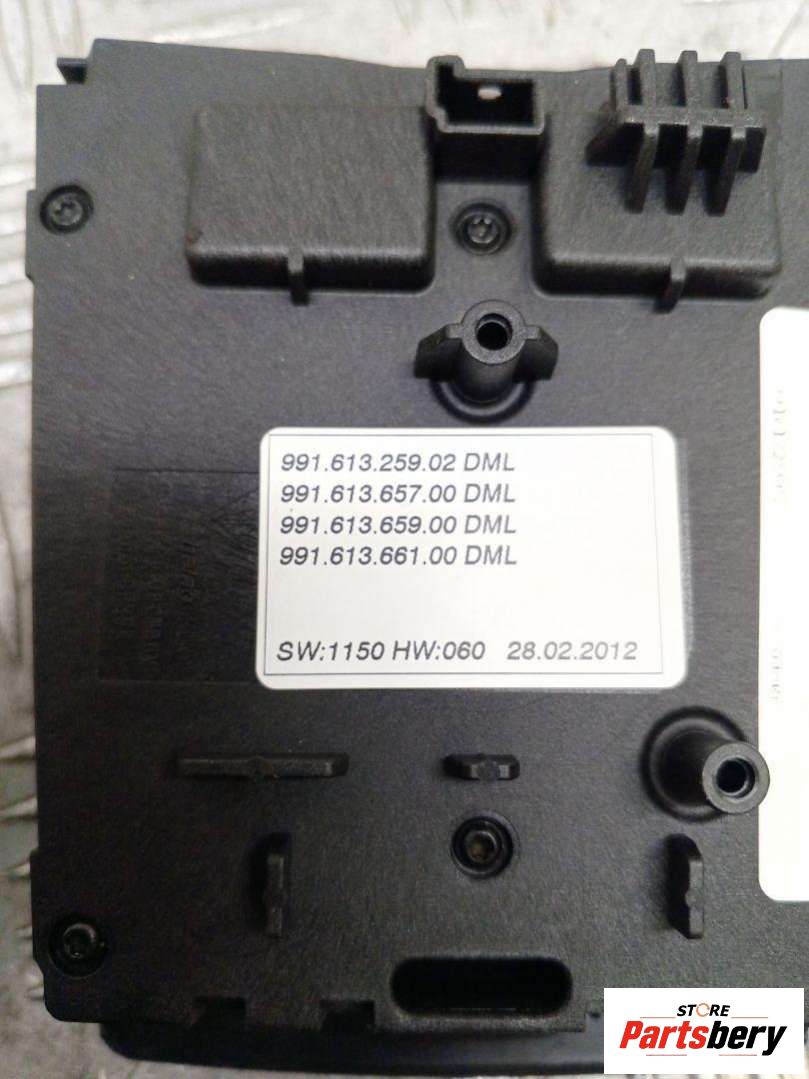 991.613.259.02 DML
991.613.657.00 DML
991.613.659.00 DML
991.613.661.00 DML
SW:1150 HW:060 28.02.2012
STORE
Partsbery